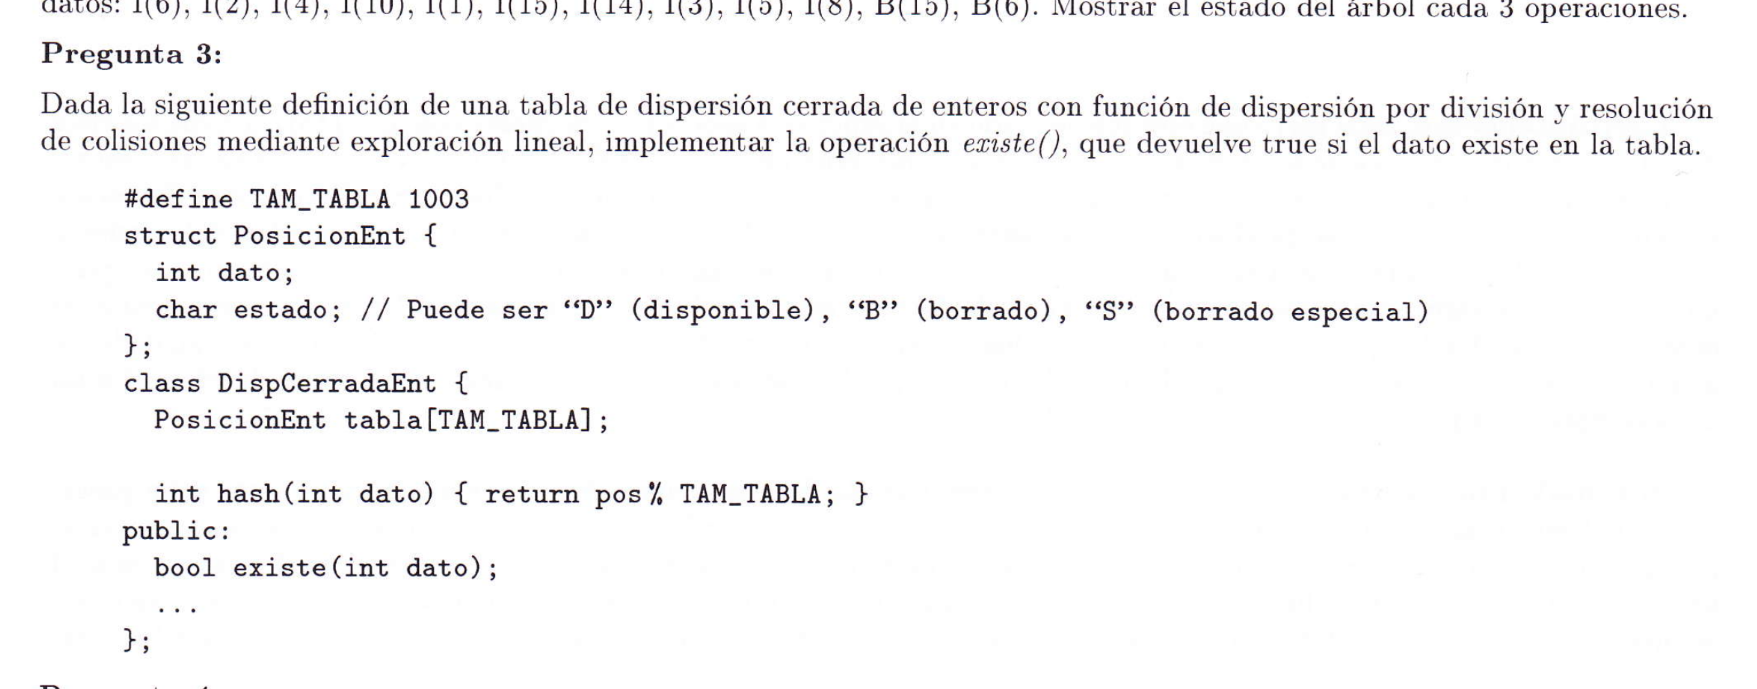 datos: I(6), I(2), I(4), I(10), I(1), I(15), I(14), I(3), I(5), I(8), B(15), B(6). Mostrar el estado del árbol cada 3 operaciones.
Pregunta 3:
Dada la siguiente definición de una tabla de dispersión cerrada de enteros con función de dispersión por división y resolución
de colisiones mediante exploración lineal, implementar la operación existe(), que devuelve true si el dato existe en la tabla.
#define TAM_TABLA 1003
struct PosicionEnt {
int dato;
char estado; // Puede ser “D” (disponible), “B” (borrado), “S” (borrado especial)
};
class DispCerradaEnt {
PosicionEnt tabla[TAM_TABLA];
int hash(int dato) { return pos% TAM_TABLA; }
public:
bool existe(int dato);
...
};